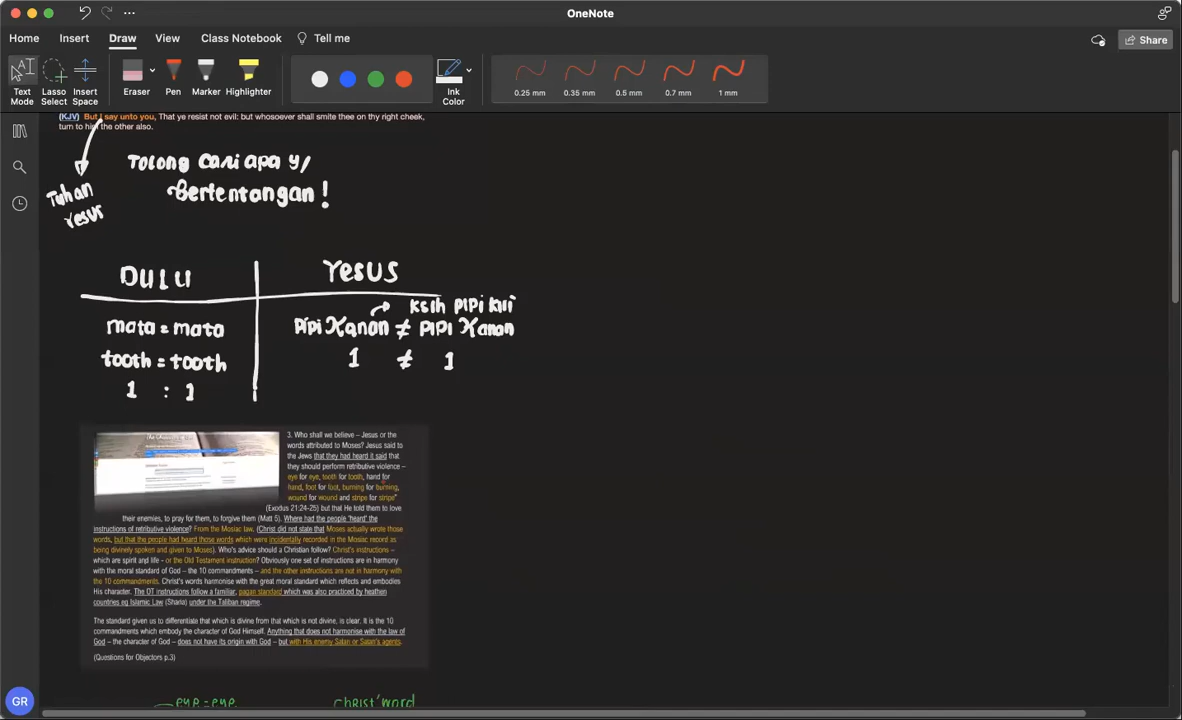 OneNote
Home Insert Draw View Class Notebook Tell me
Share
Text Mode
Lasso Select
Insert Space
Eraser
Pen
Marker
Highlighter
Ink Color
0.25 mm 0.35 mm 0.5 mm 0.7 mm 1 mm
(KJV) But I say unto you, That ye resist not evil: but whosoever shall smite thee on thy right cheek,
turn to him the other also.
Tolong Cari apa y/
Bertentangan!
Tuhan
Yesus
DULU
Yesus
ksih pipi kiri
mata = mata
pipi Kanan ≠ PIPI Kanan
tooth = tooth
1 ≠ 1
1 : 1
3. Who shall we believe – Jesus or the
words attributed to Moses? Jesus said to
the Jews that they had heard it said that
they should perform retributive violence –
eye for eye, tooth for tooth, hand for
hand, foot for foot, burning for burning,
wound for wound and stripe for stripe"
(Exodus 21:24-25) but that He told them to love
their enemies, to pray for them, to forgive them (Matt 5). Where had the people 'heard' the
instructions of retributive violence? From the Mosiac law. (Christ did not state that Moses actually wrote those
words, but that the people had heard those words which were incidentally recorded in the Mosaic record as
being divinely spoken and given to Moses). Who's advice should a Christian follow? Christ's instructions –
which are spirit and life - or the Old Testament instruction? Obviously one set of instructions are in harmony
with the moral standard of God – the 10 commandments – and the other instructions are not in harmony with
the 10 commandments. Christ's words harmonise with the great moral standard which reflects and embodies
His character. The OT instructions follow a familiar, pagan standard which was also practiced by heathen
countries eg Islamic Law (Sharia) under the Taliban regime.
The standard given us to differentiate that which is divine from that which is not divine, is clear. It is the 10
commandments which embody the character of God Himself. Anything that does not harmonise with the law of
God – the character of God – does not have its origin with God – but with His enemy Satan or Satan's agents.
(Questions for Objectors p.3)
eye = eye
christ' word
GR